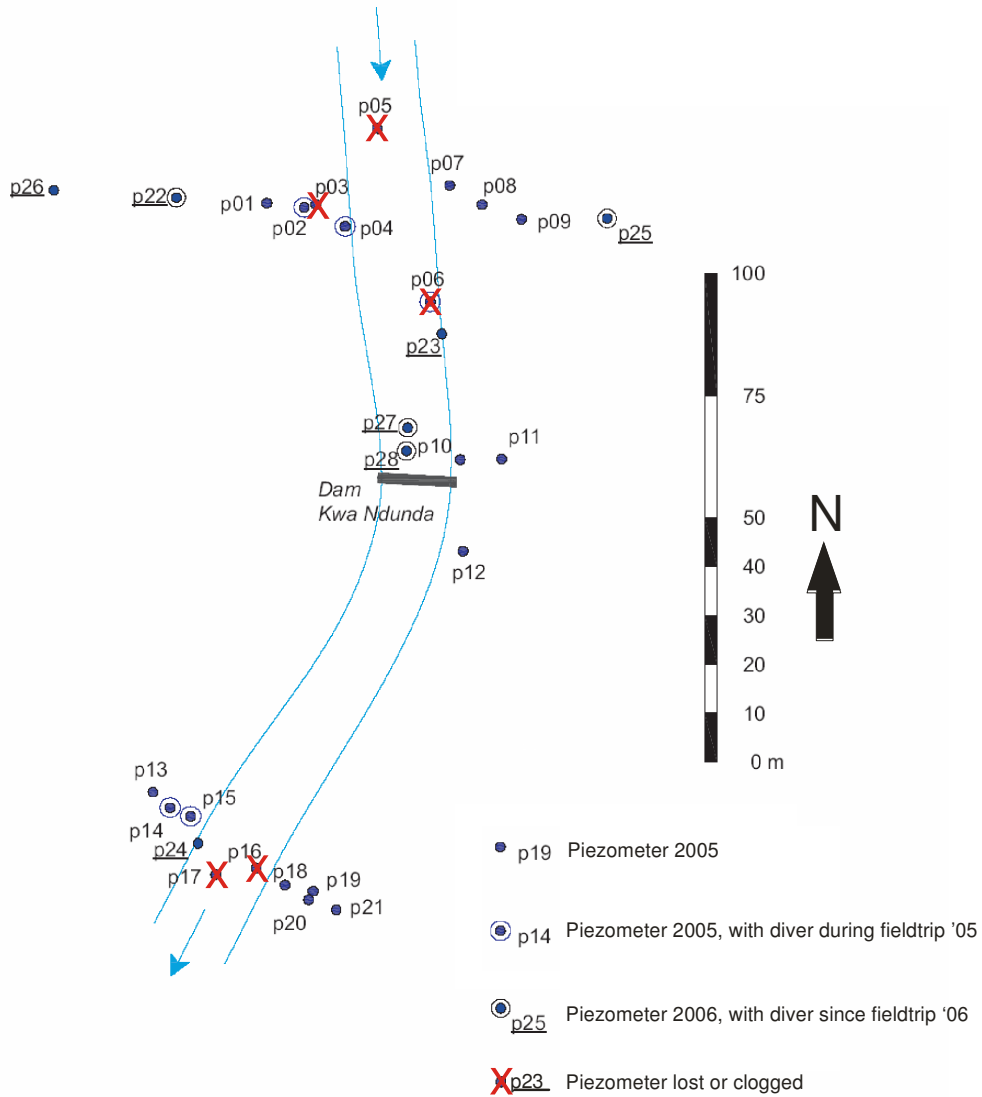 p05
p07
p03
p26
p22
p01
p08
p02
p04
p09
p25
p06
100
p23
75
p27
p10
p11
p28
Dam
Kwa Ndunda
50
N
40
p12
30
20
10
p13
0 m
p15
p14
p24
p16
p17
p18
p19
p20
p21
p19 Piezometer 2005
p14 Piezometer 2005, with diver during fieldtrip '05
p25 Piezometer 2006, with diver since fieldtrip ‘06
p23 Piezometer lost or clogged